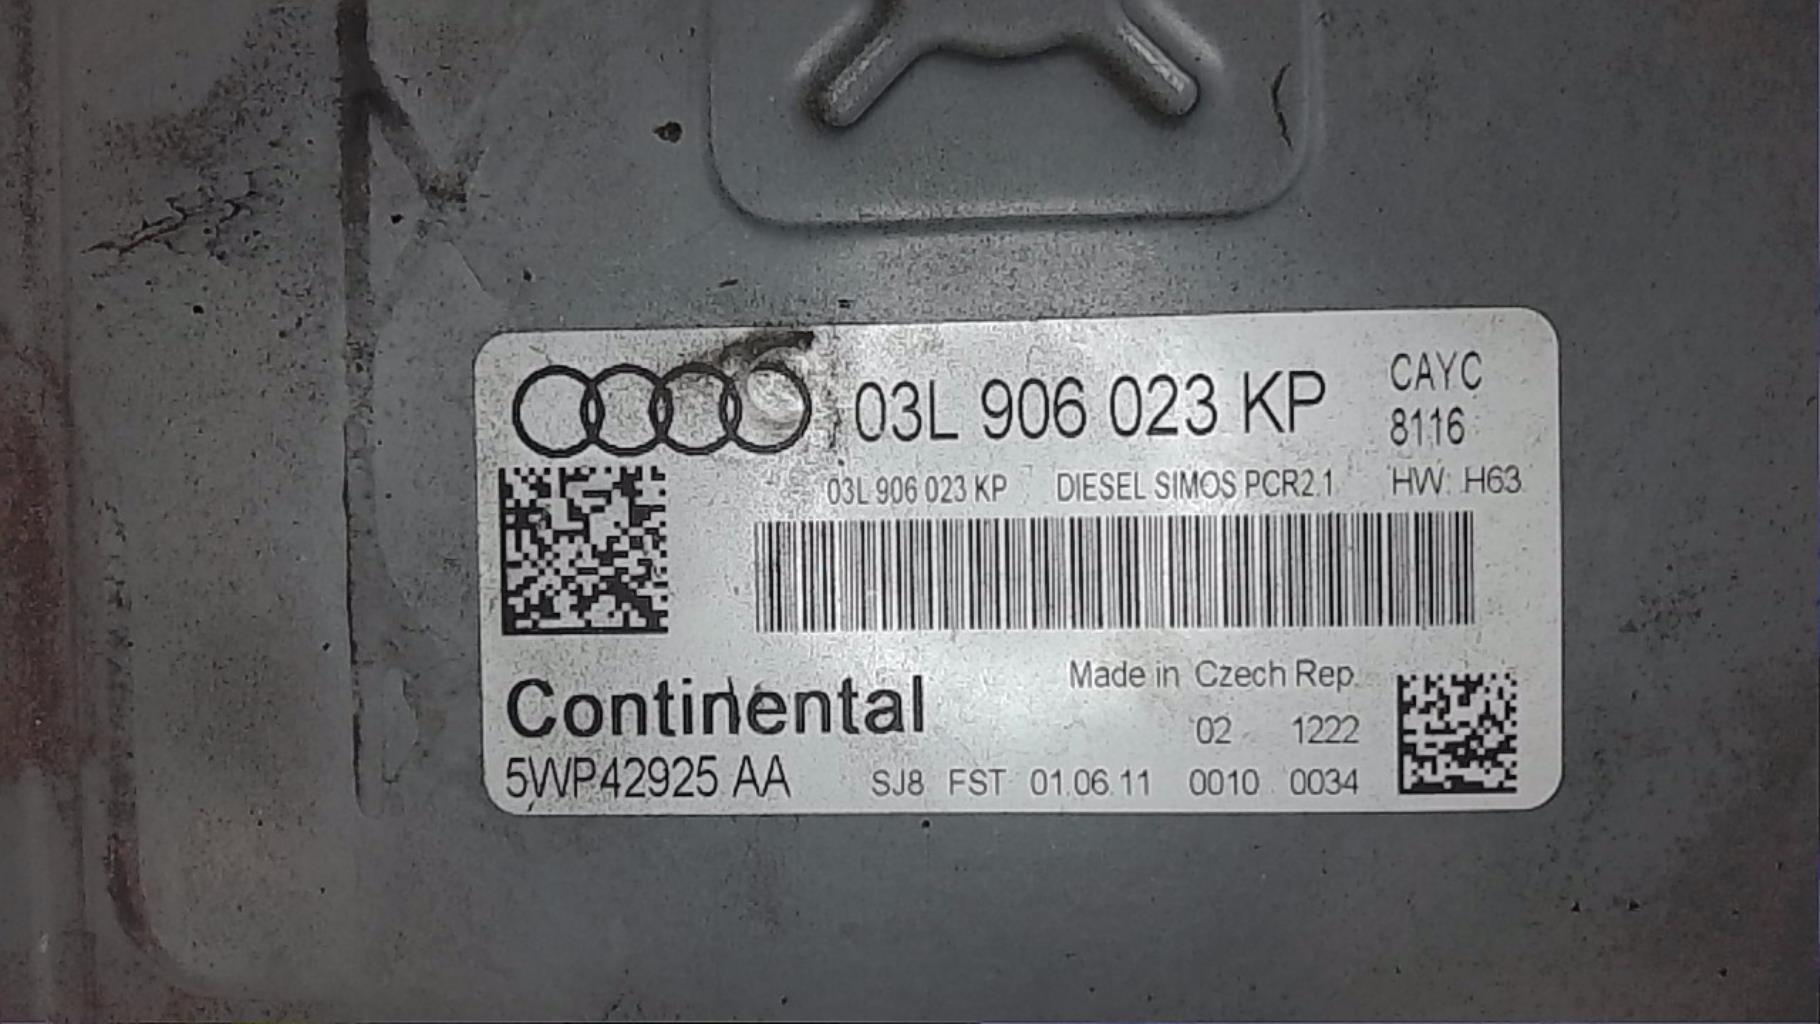 03L 906 023 KP
CAYC
8116
03L 906 023 KP DIESEL SIMOS PCR2.1 HW: H63
Continental
Made in Czech Rep.
02 1222
5WP42925 AA SJ8 FST 01.06.11 0010 0034